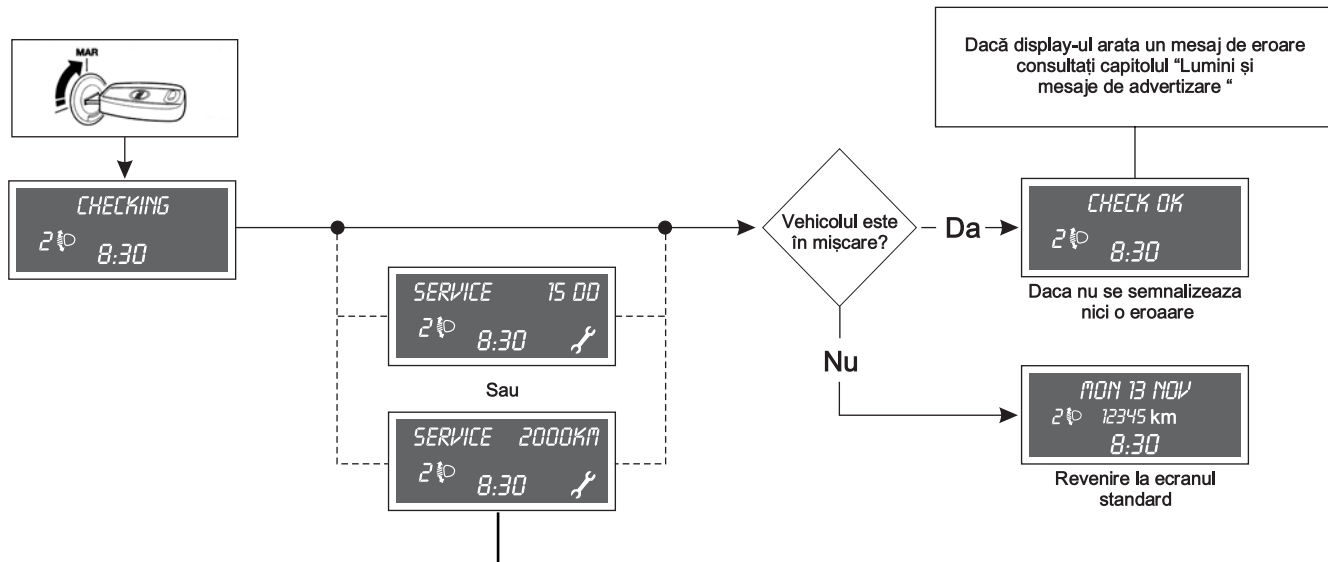 MAR
Dacă display-ul arata un mesaj de eroare
consultați capitolul “Lumini și
mesaje de advertizare “
CHECKING
2
8:30
SERVICE 15 DD
2
8:30
Sau
SERVICE 2000KM
2
8:30
Vehicolul este
în mișcare?
Da
Nu
CHECK OK
2
8:30
Daca nu se semnalizeaza
nici o eroaare
MON 13 NOV
2 12345 km
8:30
Revenire la ecranul
standard